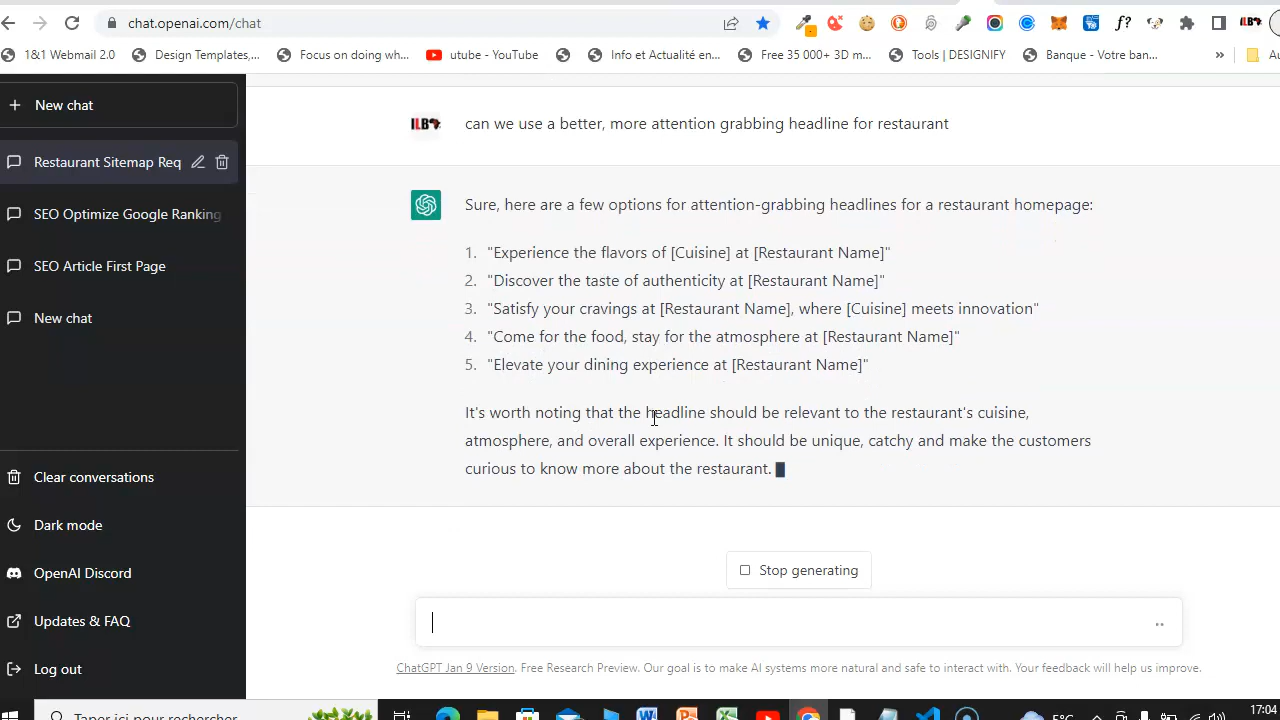 chat.openai.com/chat
f?
ILBA
1&1 Webmail 2.0
Design Templates,...
Focus on doing wh...
utube - YouTube
Info et Actualité en...
Free 35 000+ 3D m...
Tools | DESIGNIFY
Banque - Votre ban...
»
New chat
Restaurant Sitemap Req
SEO Optimize Google Ranking
SEO Article First Page
New chat
Clear conversations
Dark mode
OpenAI Discord
Updates & FAQ
Log out
can we use a better, more attention grabbing headline for restaurant
Sure, here are a few options for attention-grabbing headlines for a restaurant homepage:
1. "Experience the flavors of [Cuisine] at [Restaurant Name]"
2. "Discover the taste of authenticity at [Restaurant Name]"
3. "Satisfy your cravings at [Restaurant Name], where [Cuisine] meets innovation"
4. "Come for the food, stay for the atmosphere at [Restaurant Name]"
5. "Elevate your dining experience at [Restaurant Name]"
It's worth noting that the headline should be relevant to the restaurant's cuisine,
atmosphere, and overall experience. It should be unique, catchy and make the customers
curious to know more about the restaurant.
Stop generating
ChatGPT Jan 9 Version. Free Research Preview. Our goal is to make AI systems more natural and safe to interact with. Your feedback will help us improve.
Taper ici pour rechercher
5°C
17:04